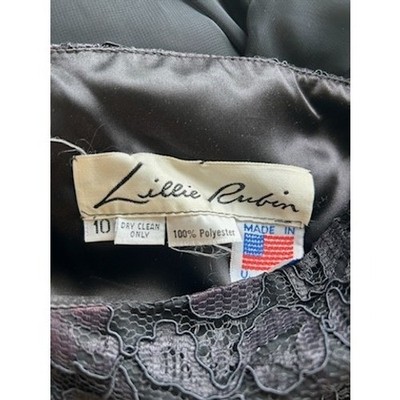 Lillie Rubin
10
DRY CLEAN
ONLY
100% Polyester
MADE IN
U.